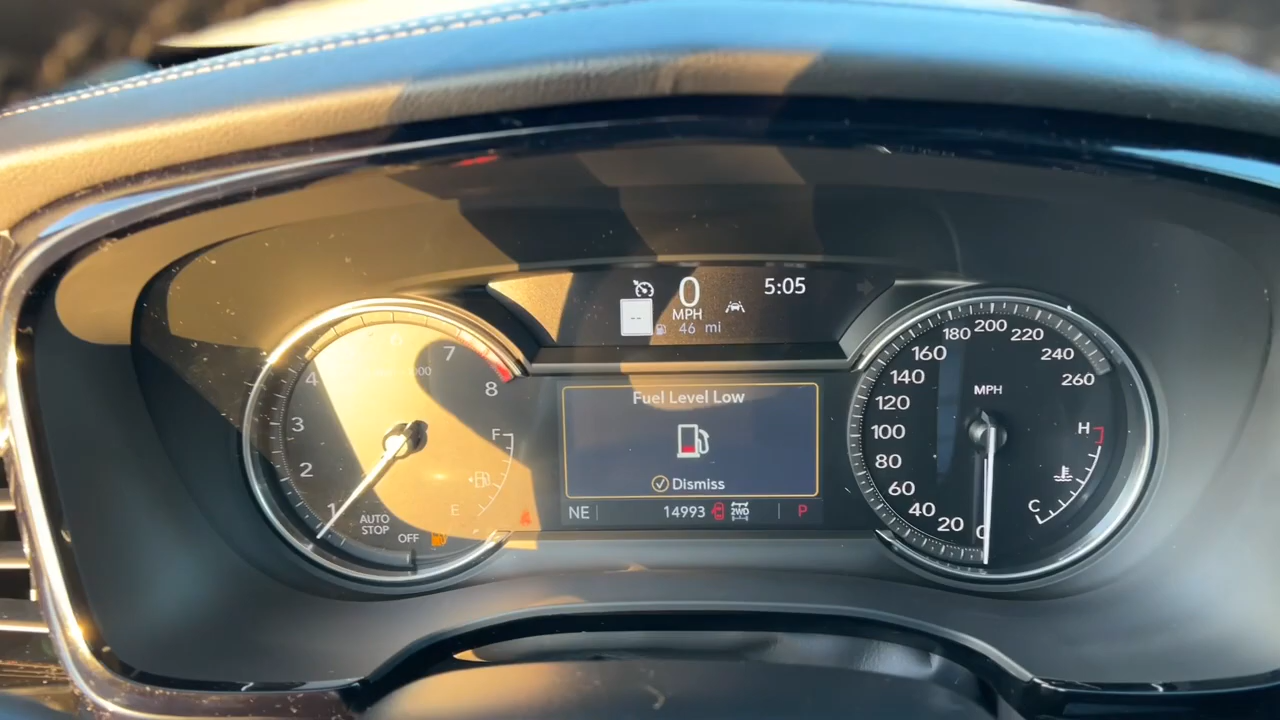 0
MPH
--
46 mi
5:05
Fuel Level Low
Dismiss
NE
14993
2WD
P
1
2
3
4
7
8
F
E
AUTO
STOP
OFF
MPH
0
20
40
60
80
100
120
140
160
180
200
220
240
260
H
C